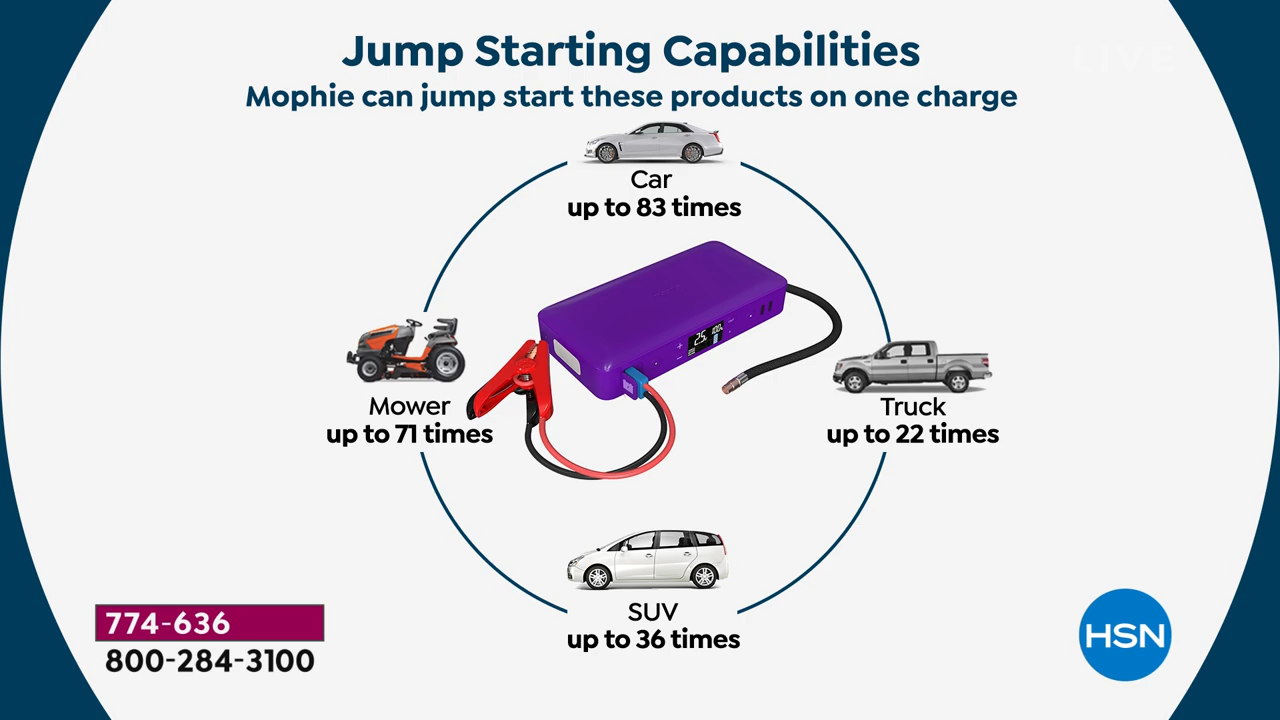 Jump Starting Capabilities
LIVE
Mophie can jump start these products on one charge
Car
up to 83 times
Mower
up to 71 times
Truck
up to 22 times
SUV
up to 36 times
774-636
800-284-3100
HSN